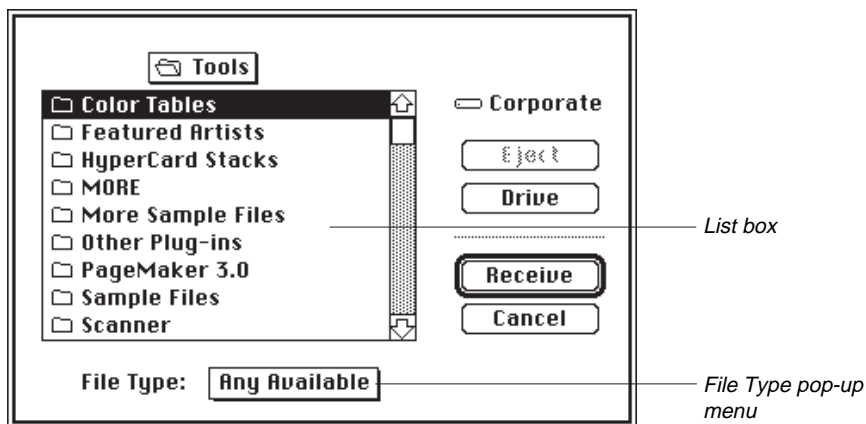 Tools
Color Tables
Featured Artists
HyperCard Stacks
MORE
More Sample Files
Other Plug-ins
PageMaker 3.0
Sample Files
Scanner
Corporate
Eject
Drive
Receive
Cancel
File Type: Any Available
List box
File Type pop-up
menu